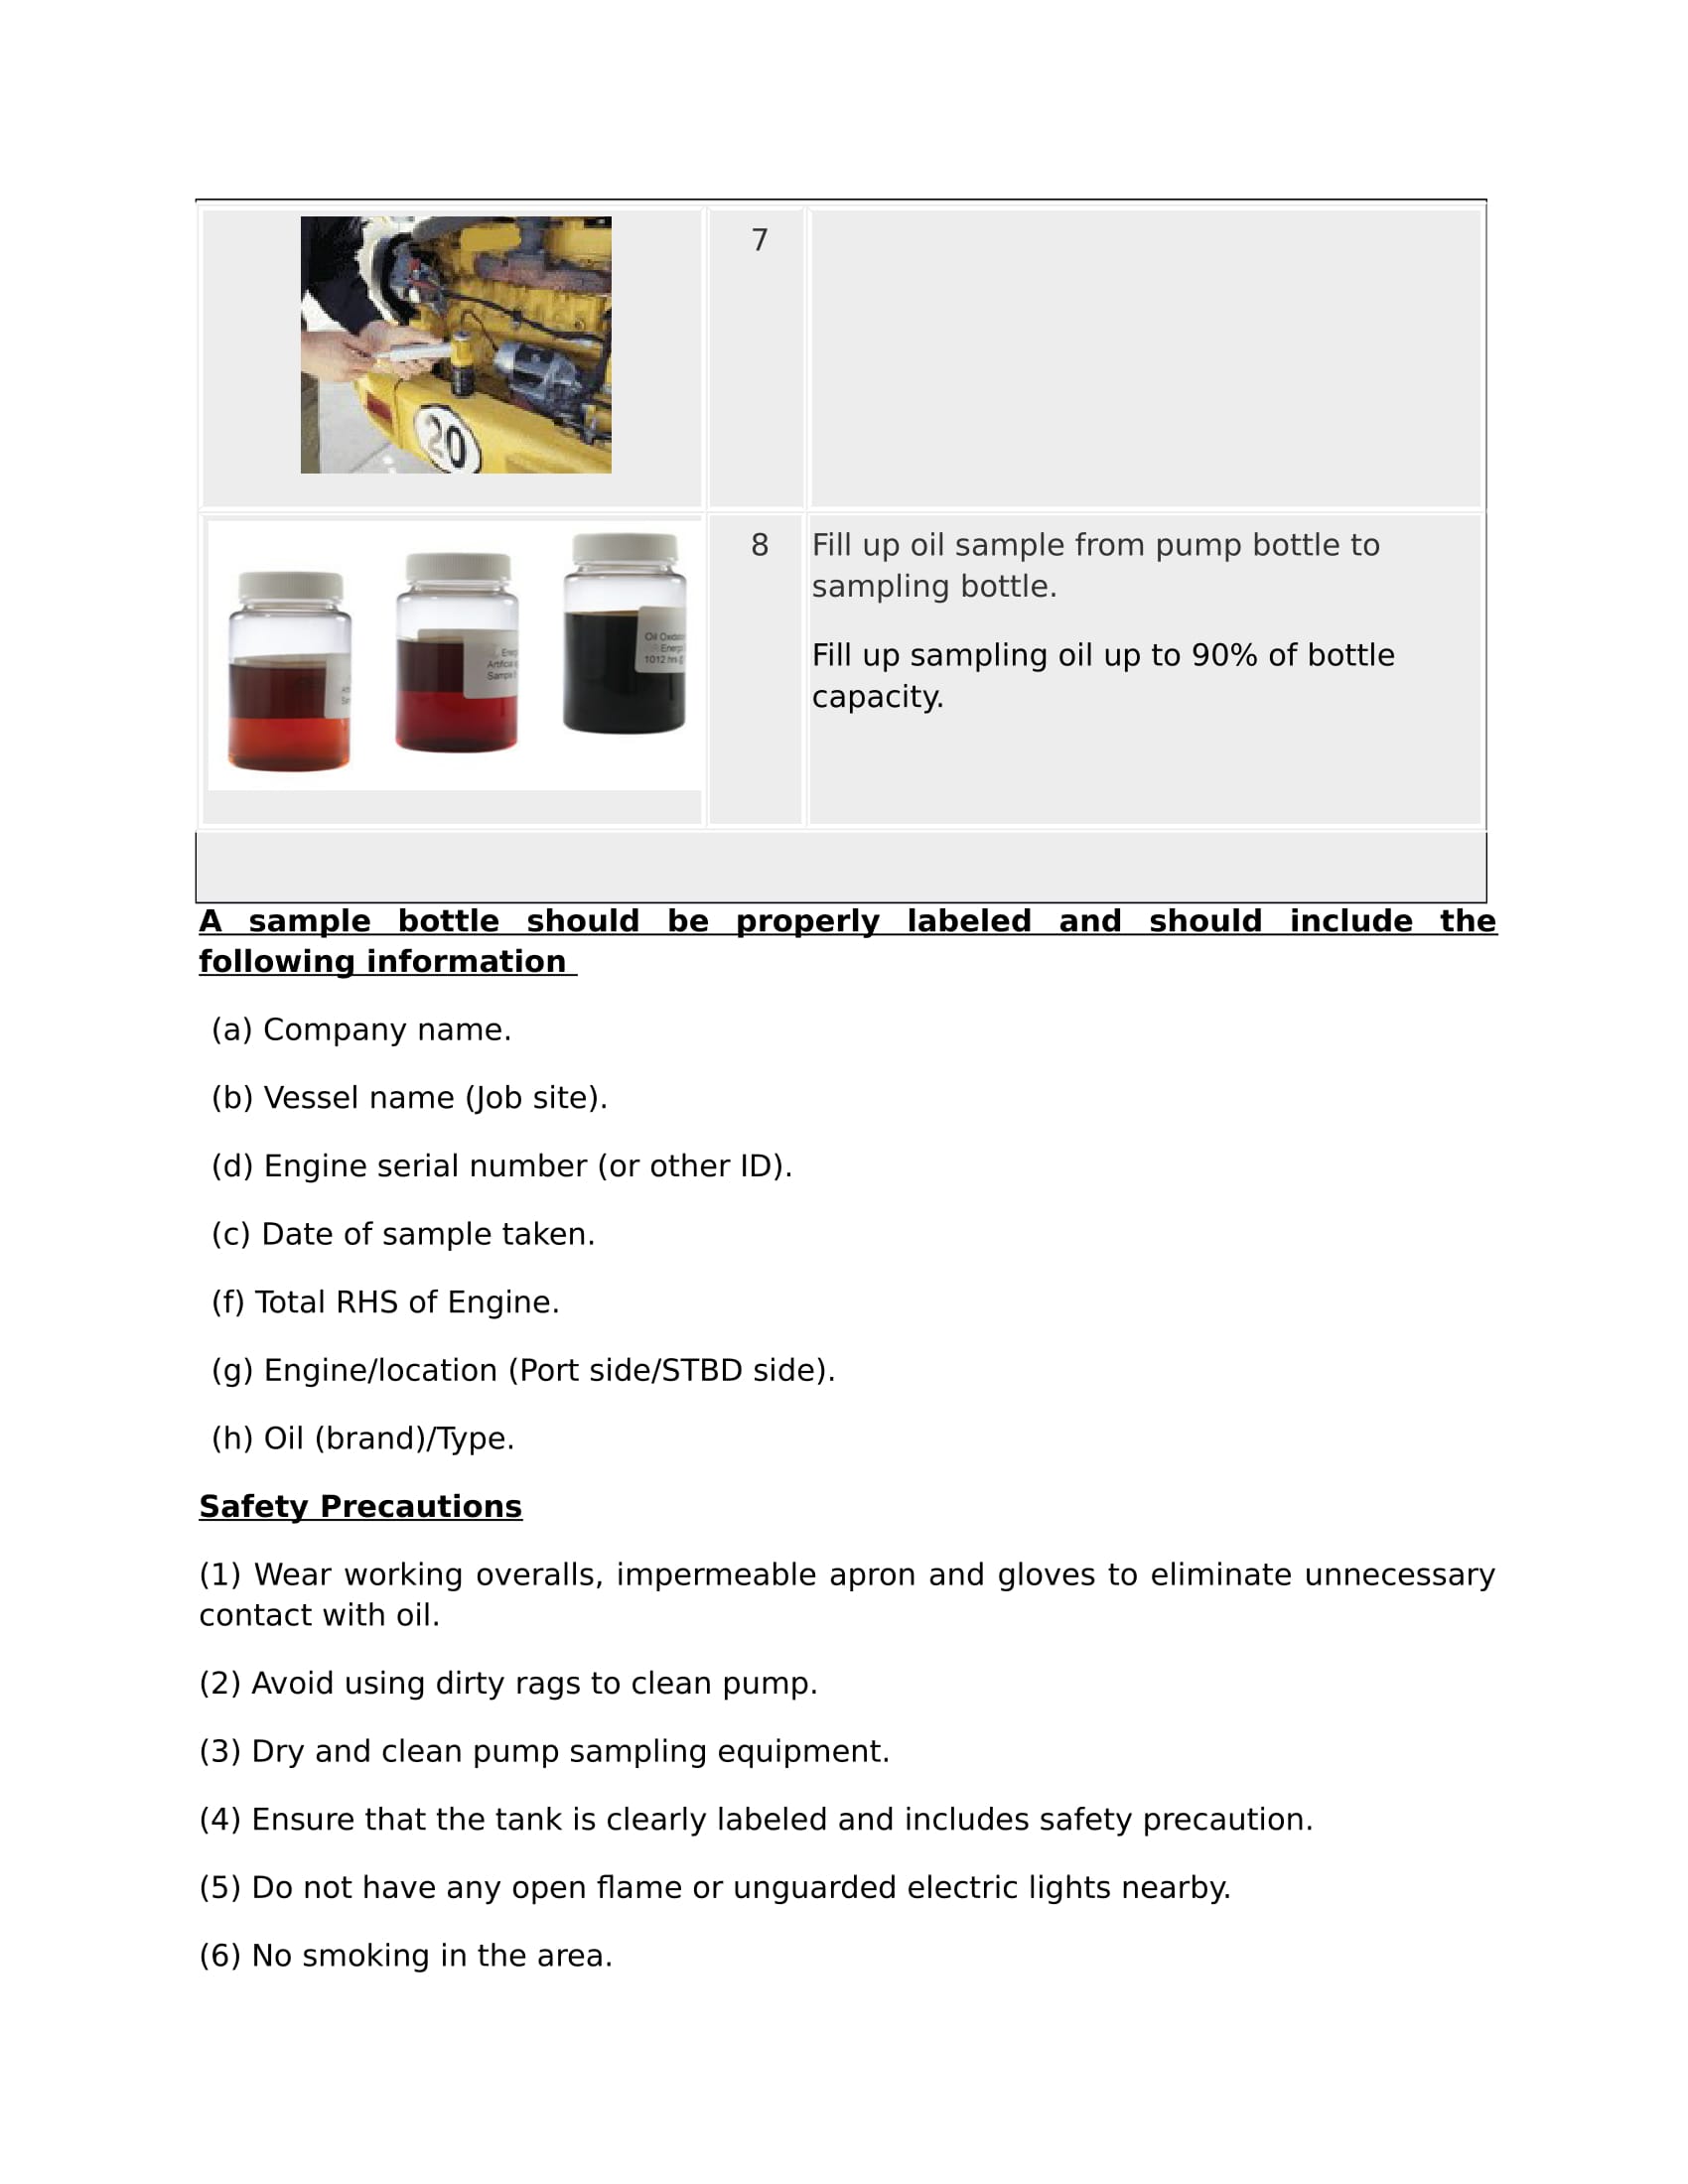 20
7
Oil Oxida
Energ
1012 hrs
Energ
Artifical a
Sample
8
Fill up oil sample from pump bottle to
sampling bottle.
Fill up sampling oil up to 90% of bottle
capacity.
A sample bottle should be properly labeled and should include the
following information
(a) Company name.
(b) Vessel name (Job site).
(d) Engine serial number (or other ID).
(c) Date of sample taken.
(f) Total RHS of Engine.
(g) Engine/location (Port side/STBD side).
(h) Oil (brand)/Type.
Safety Precautions
(1) Wear working overalls, impermeable apron and gloves to eliminate unnecessary
contact with oil.
(2) Avoid using dirty rags to clean pump.
(3) Dry and clean pump sampling equipment.
(4) Ensure that the tank is clearly labeled and includes safety precaution.
(5) Do not have any open flame or unguarded electric lights nearby.
(6) No smoking in the area.